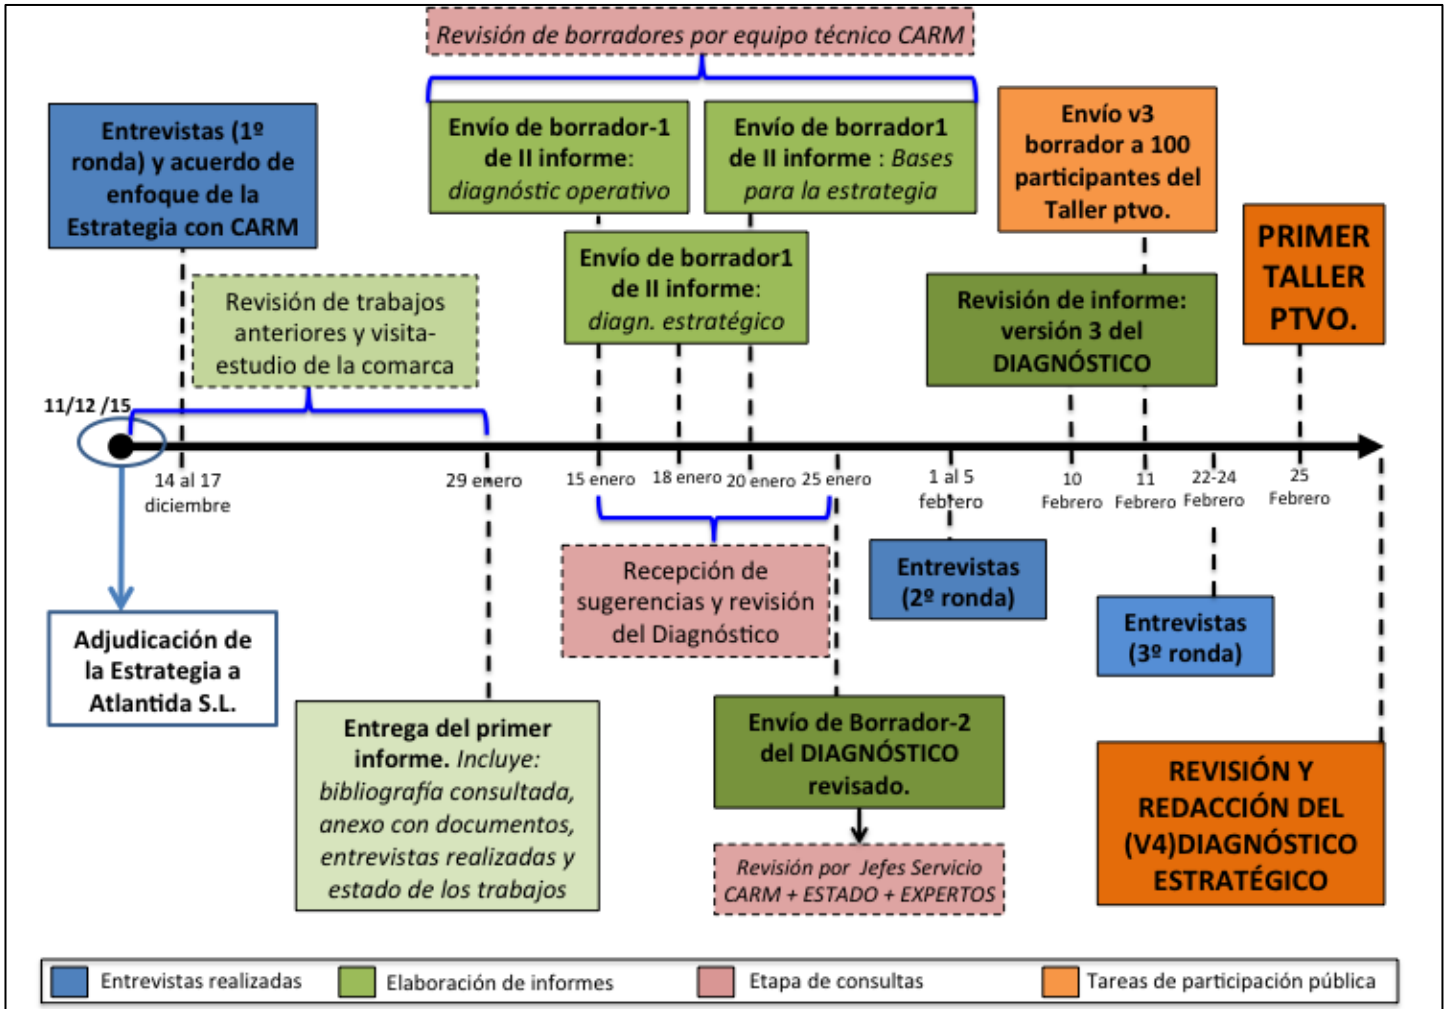 Revisión de borradores por equipo técnico CARM
Entrevistas (1º
ronda) y acuerdo de
enfoque de la
Estrategia con CARM
Envío de borrador-1
de II informe:
diagnóstic operativo
Envío de borrador1
de II informe : Bases
para la estrategia
Envío v3
borrador a 100
participantes del
Taller ptvo.
PRIMER
TALLER
PTVO.
Envío de borrador1
de II informe:
diagn. estratégico
Revisión de trabajos
anteriores y visita-
estudio de la comarca
Revisión de informe:
versión 3 del
DIAGNÓSTICO
11/12 /15
14 al 17
diciembre
29 enero
15 enero
18 enero
20 enero
25 enero
1 al 5
febrero
10
Febrero
11
Febrero
22-24
Febrero
25
Febrero
Recepción de
sugerencias y revisión
del Diagnóstico
Entrevistas
(2º ronda)
Entrevistas
(3º ronda)
Adjudicación de
la Estrategia a
Atlantida S.L.
Entrega del primer
informe. Incluye:
bibliografía consultada,
anexo con documentos,
entrevistas realizadas y
estado de los trabajos
Envío de Borrador-2
del DIAGNÓSTICO
revisado.
Revisión por Jefes Servicio
CARM + ESTADO + EXPERTOS
REVISIÓN Y
REDACCIÓN DEL
(V4)DIAGNÓSTICO
ESTRATÉGICO
Entrevistas realizadas
Elaboración de informes
Etapa de consultas
Tareas de participación pública